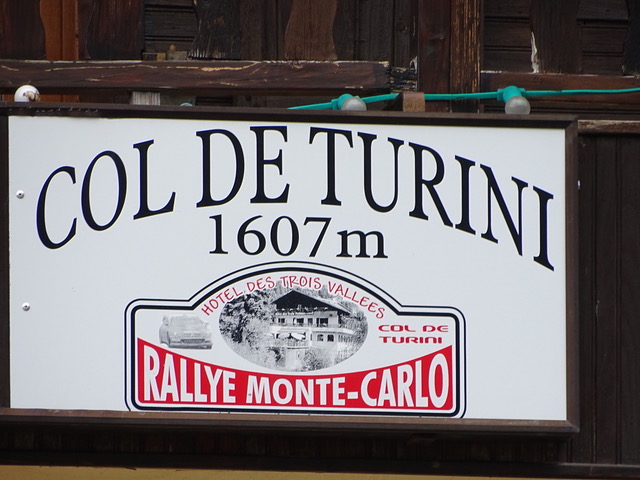 COL DE TURINI
1607m
HOTEL DES TROIS VALLEES
COL DE
TURINI
RALLYE MONTE-CARLO